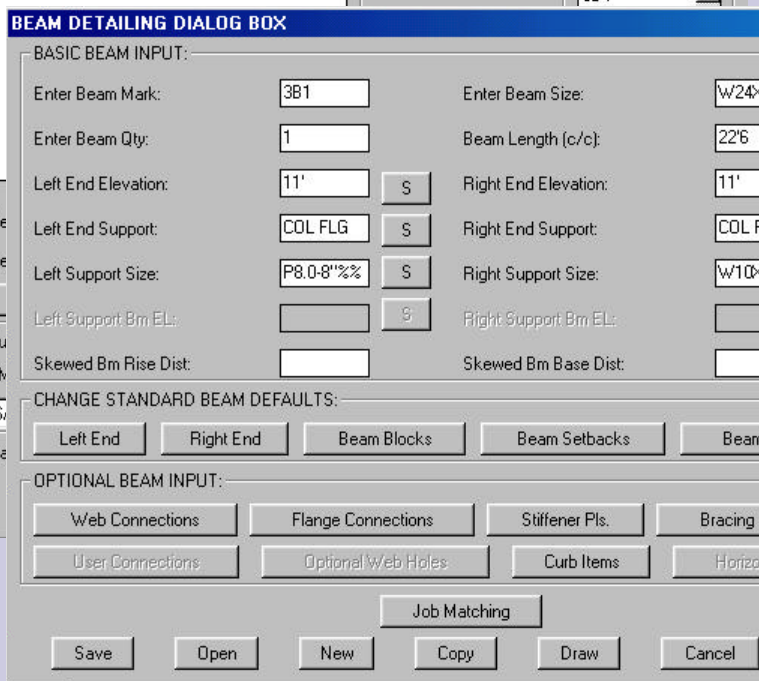 BEAM DETAILING DIALOG BOX
BASIC BEAM INPUT:
Enter Beam Mark: 3B1 Enter Beam Size: W24X
Enter Beam Qty: 1 Beam Length (c/c): 22'6
Left End Elevation: 11' S Right End Elevation: 11'
Left End Support: COL FLG S Right End Support: COL F
Left Support Size: P8.0-8"%% S Right Support Size: W10X
Left Support Bm EL: S Right Support Bm EL:
Skewed Bm Rise Dist: Skewed Bm Base Dist:
CHANGE STANDARD BEAM DEFAULTS:
Left End Right End Beam Blocks Beam Setbacks Beam
OPTIONAL BEAM INPUT:
Web Connections Flange Connections Stiffener Pls. Bracing
User Connections Optional Web Holes Curb Items Horizo
Job Matching
Save Open New Copy Draw Cancel